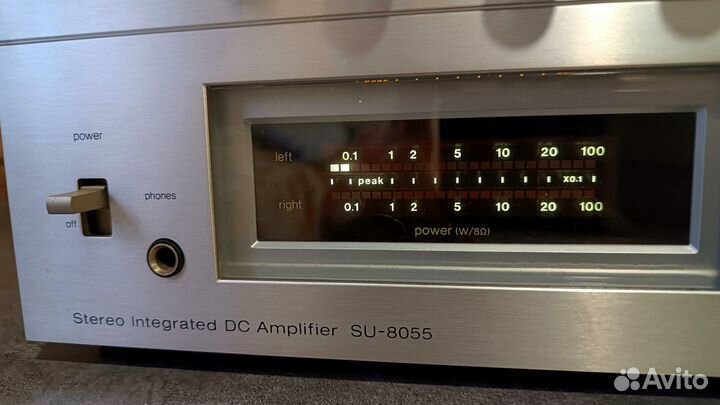 power
off
phones
left 0.1 1 2 5 10 20 100
peak X0.1
right 0.1 1 2 5 10 20 100
power (W/8Ω)
Stereo Integrated DC Amplifier SU-8055
Avito